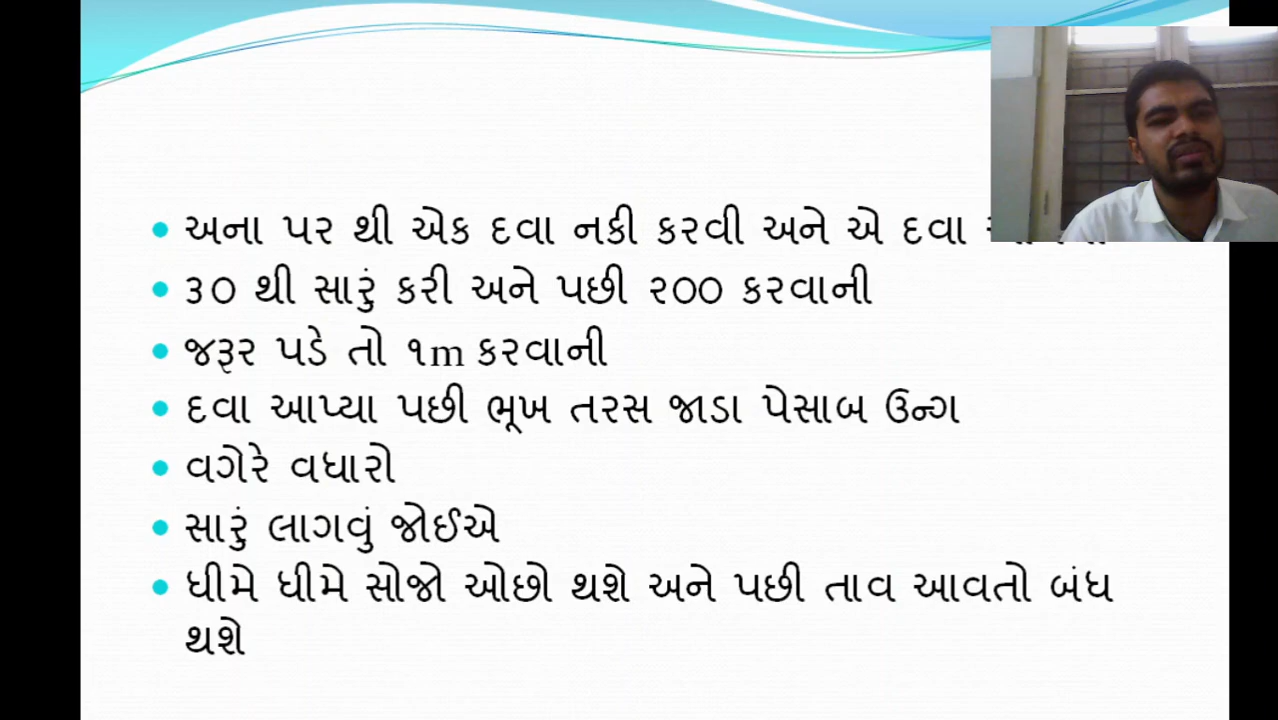 અના પર થી એક દવા નકી કરવી અને એ દવા
૩૦ થી સારું કરી અને પછી ૨૦૦ કરવાની
જરૂર પડે તો ૧m કરવાની
દવા આપ્યા પછી ભૂખ તરસ જાડા પેસાબ ઉન્ગ
વગેરે વધારો
સારું લાગવું જોઈએ
ધીમે ધીમે સોજો ઓછો થશે અને પછી તાવ આવતો બંધ
થશે